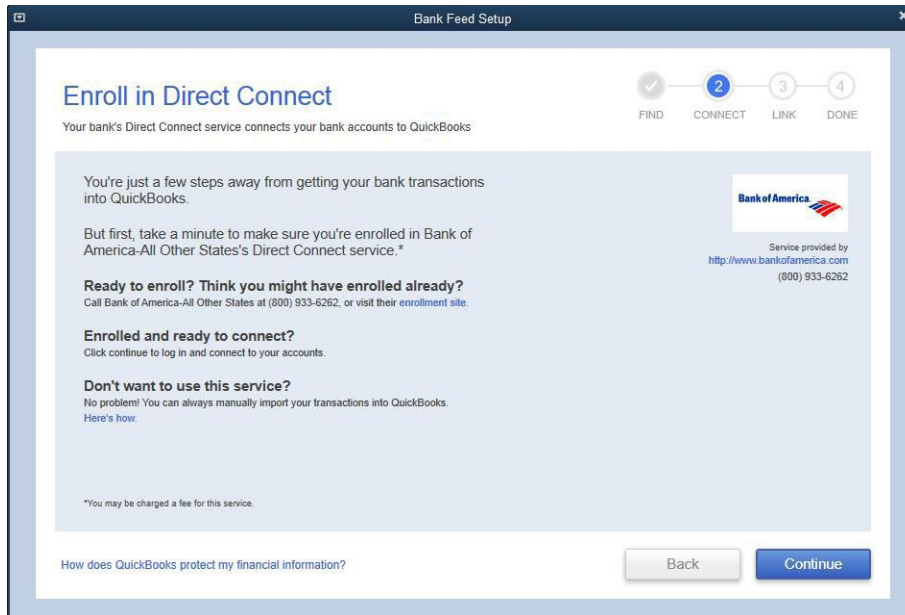 Bank Feed Setup
Enroll in Direct Connect
Your bank's Direct Connect service connects your bank accounts to QuickBooks
2
3
4
FIND
CONNECT
LINK
DONE
You're just a few steps away from getting your bank transactions
into QuickBooks.
But first, take a minute to make sure you're enrolled in Bank of
America-All Other States's Direct Connect service.*
Ready to enroll? Think you might have enrolled already?
Call Bank of America-All Other States at (800) 933-6262, or visit their enrollment site.
Enrolled and ready to connect?
Click continue to log in and connect to your accounts.
Don't want to use this service?
No problem! You can always manually import your transactions into QuickBooks.
Here's how.
*You may be charged a fee for this service.
Bank of America
Service provided by
http://www.bankofamerica.com
(800) 933-6262
How does QuickBooks protect my financial information?
Back
Continue